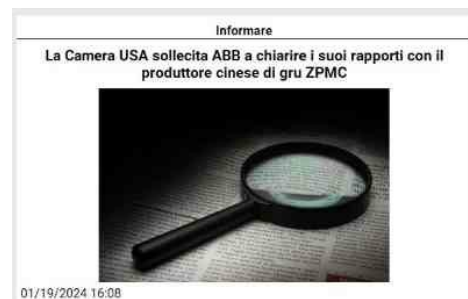 Informare
La Camera USA sollecita ABB a chiarire i suoi rapporti con il
produttore cinese di gru ZPMC
01/19/2024 16:08